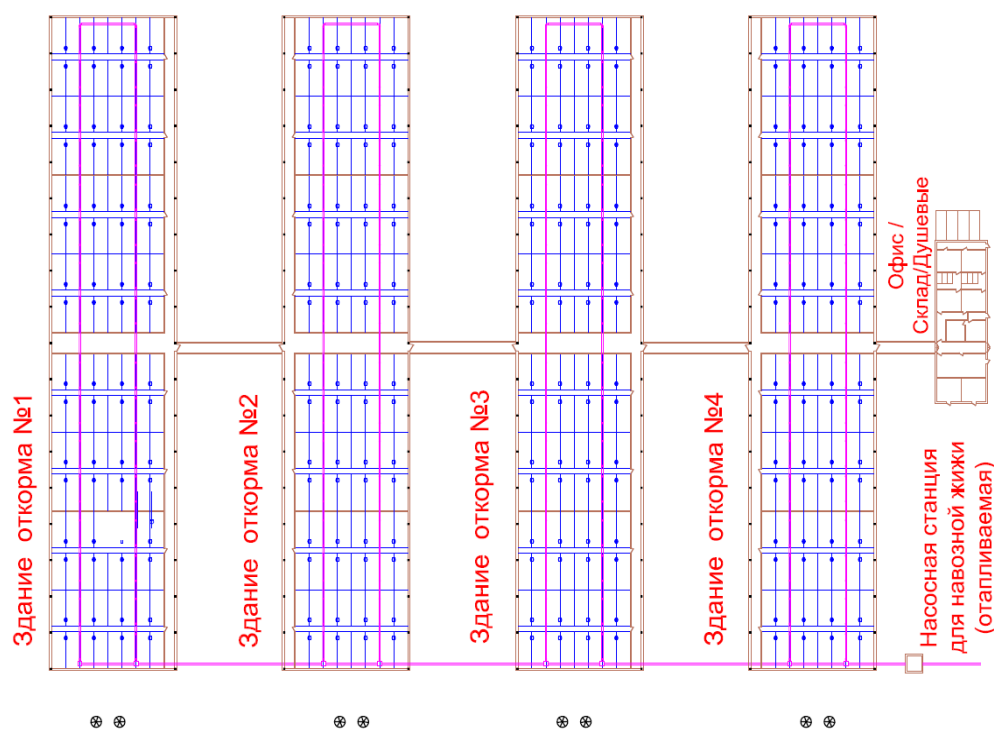 Здание откорма №1
Здание откорма №2
Здание откорма №3
Здание откорма №4
Офис /
Склад/Душевые
Насосная станция
для навозной жижи
(отапливаемая)